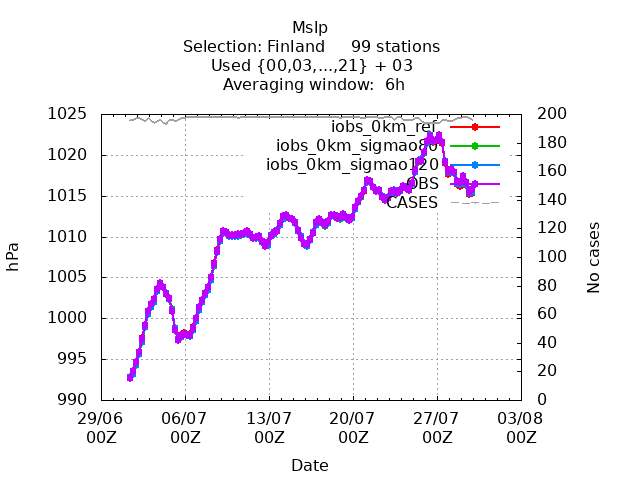 Mslp
Selection: Finland     99 stations
Used {00,03,...,21} + 03
Averaging window:  6h
hPa
1025
1020
1015
1010
1005
1000
995
990
200
180
160
140
120
100
80
60
40
20
0
No cases
iobs_0km_ref
iobs_0km_sigmao80
iobs_0km_sigmao120
OBS
CASES
29/06 06/07 13/07 20/07 27/07 03/08
00Z 00Z 00Z 00Z 00Z 00Z
Date